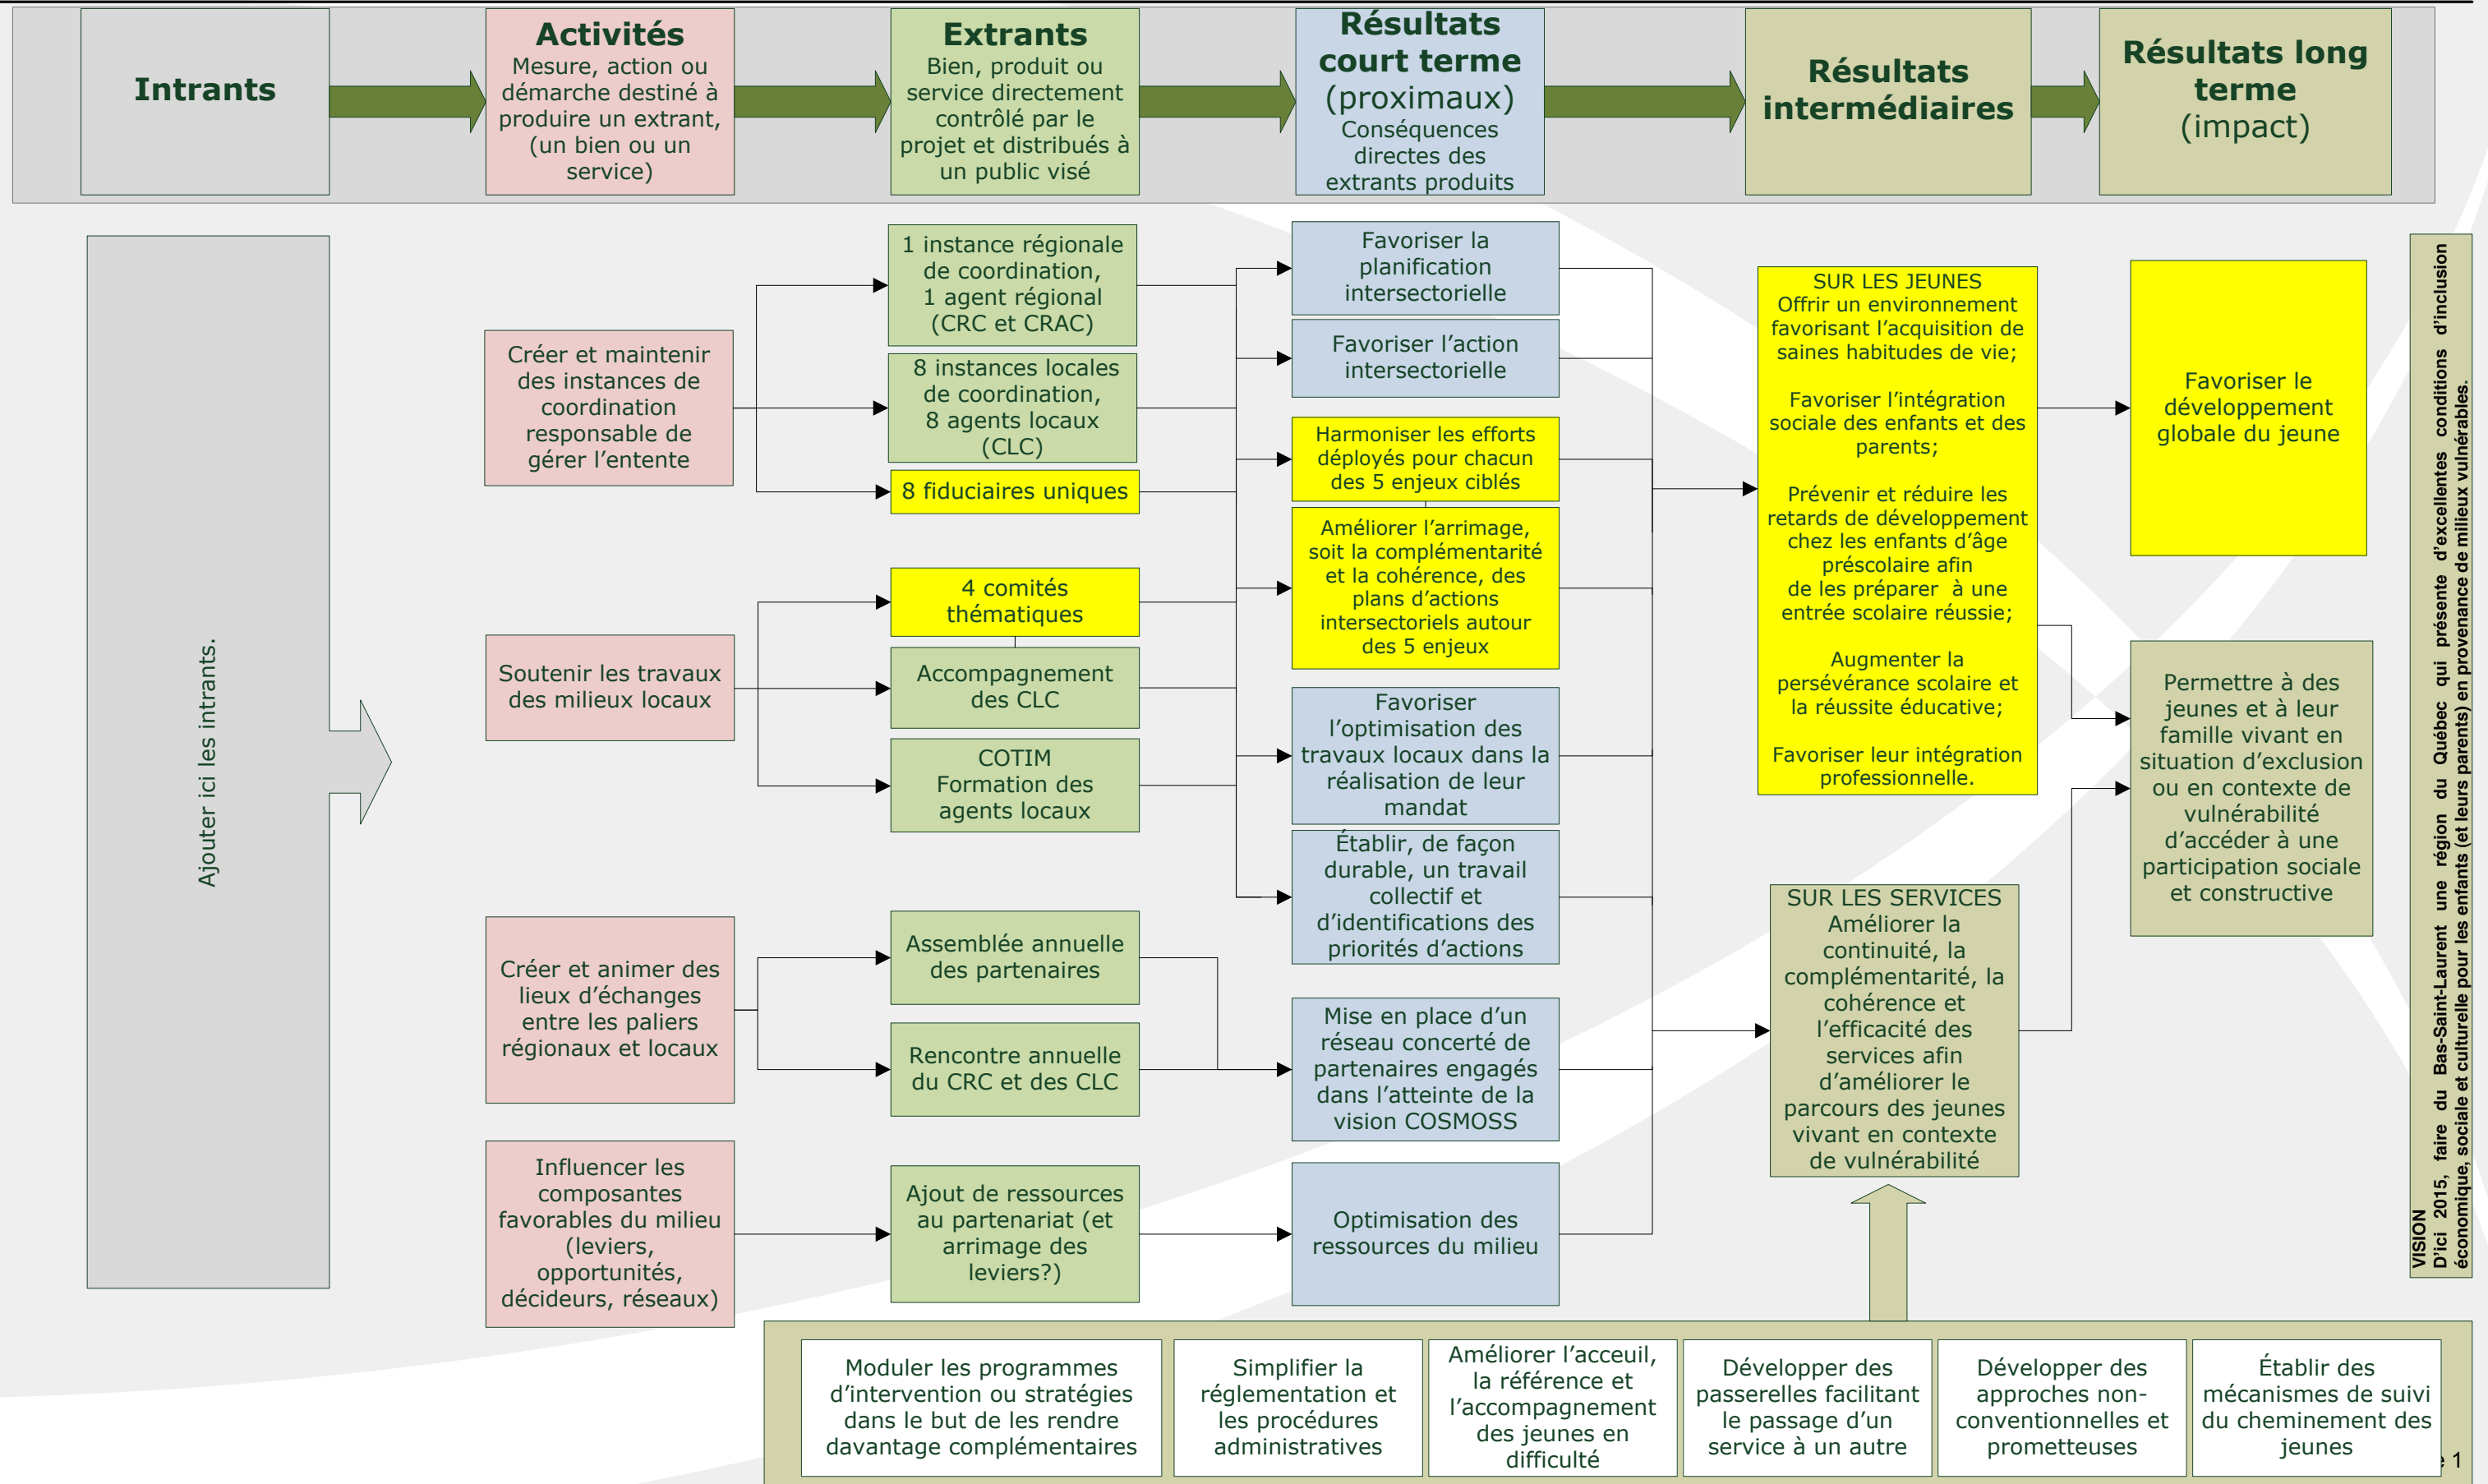 Intrants
Activités
Mesure, action ou
démarche destiné à
produire un extrant,
(un bien ou un
service)
Extrants
Bien, produit ou
service directement
contrôlé par le
projet et distribués à
un public visé
Résultats
court terme
(proximaux)
Conséquences
directes des
extrants produits
Résultats
intermédiaires
Résultats long
terme
(impact)
Ajouter ici les intrants.
Créer et maintenir
des instances de
coordination
responsable de
gérer l’entente
Soutenir les travaux
des milieux locaux
Créer et animer des
lieux d’échanges
entre les paliers
régionaux et locaux
Influencer les
composantes
favorables du milieu
(leviers,
opportunités,
décideurs, réseaux)
1 instance régionale
de coordination,
1 agent régional
(CRC et CRAC)
8 instances locales
de coordination,
8 agents locaux
(CLC)
8 fiduciaires uniques
4 comités
thématiques
Accompagnement
des CLC
COTIM
Formation des
agents locaux
Assemblée annuelle
des partenaires
Rencontre annuelle
du CRC et des CLC
Ajout de ressources
au partenariat (et
arrimage des
leviers?)
Favoriser la
planification
intersectorielle
Favoriser l’action
intersectorielle
Harmoniser les efforts
déployés pour chacun
des 5 enjeux ciblés
Améliorer l’arrimage,
soit la complémentarité
et la cohérence, des
plans d’actions
intersectoriels autour
des 5 enjeux
Favoriser
l’optimisation des
travaux locaux dans la
réalisation de leur
mandat
Établir, de façon
durable, un travail
collectif et
d’identifications des
priorités d’actions
Mise en place d’un
réseau concerté de
partenaires engagés
dans l’atteinte de la
vision COSMOSS
Optimisation des
ressources du milieu
SUR LES JEUNES
Offrir un environnement
favorisant l’acquisition de
saines habitudes de vie;
Favoriser l’intégration
sociale des enfants et des
parents;
Prévenir et réduire les
retards de développement
chez les enfants d’âge
préscolaire afin
de les préparer à une
entrée scolaire réussie;
Augmenter la
persévérance scolaire et
la réussite éducative;
Favoriser leur intégration
professionnelle.
SUR LES SERVICES
Améliorer la
continuité, la
complémentarité, la
cohérence et
l’efficacité des
services afin
d’améliorer le
parcours des jeunes
vivant en contexte
de vulnérabilité
Favoriser le
développement
globale du jeune
Permettre à des
jeunes et à leur
famille vivant en
situation d’exclusion
ou en contexte de
vulnérabilité
d’accéder à une
participation sociale
et constructive
VISION
D’ici 2015, faire du Bas-Saint-Laurent une région du Québec qui présente d’excellentes conditions d’inclusion
économique, sociale et culturelle pour les enfants (et leurs parents) en provenance de milieux vulnérables.
Moduler les programmes
d’intervention ou stratégies
dans le but de les rendre
davantage complémentaires
Simplifier la
réglementation et
les procédures
administratives
Améliorer l’acceuil,
la référence et
l’accompagnement
des jeunes en
difficulté
Développer des
passerelles facilitant
le passage d’un
service à un autre
Développer des
approches non-
conventionnelles et
prometteuses
Établir des
mécanismes de suivi
du cheminement des
jeunes
1